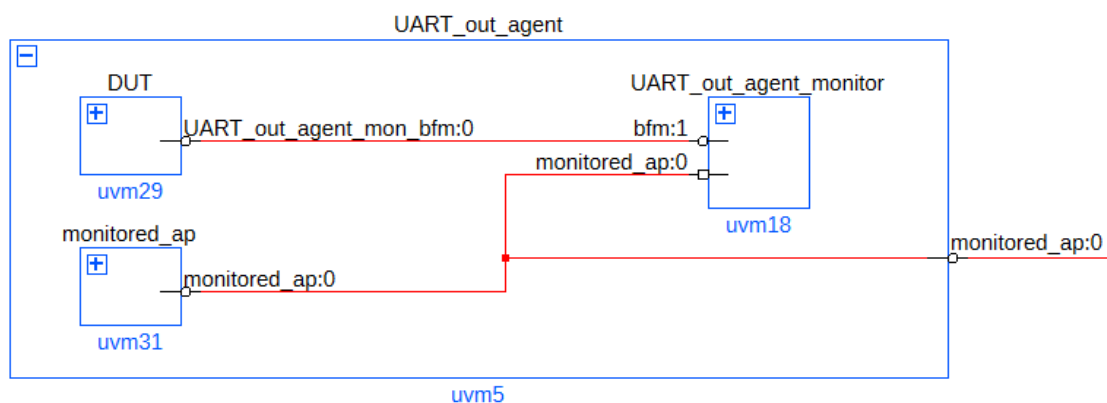 UART_out_agent
DUT
UART_out_agent_monitor
UART_out_agent_mon_bfm:0
bfm:1
monitored_ap:0
uvm29
uvm18
monitored_ap
monitored_ap:0
monitored_ap:0
uvm31
uvm5